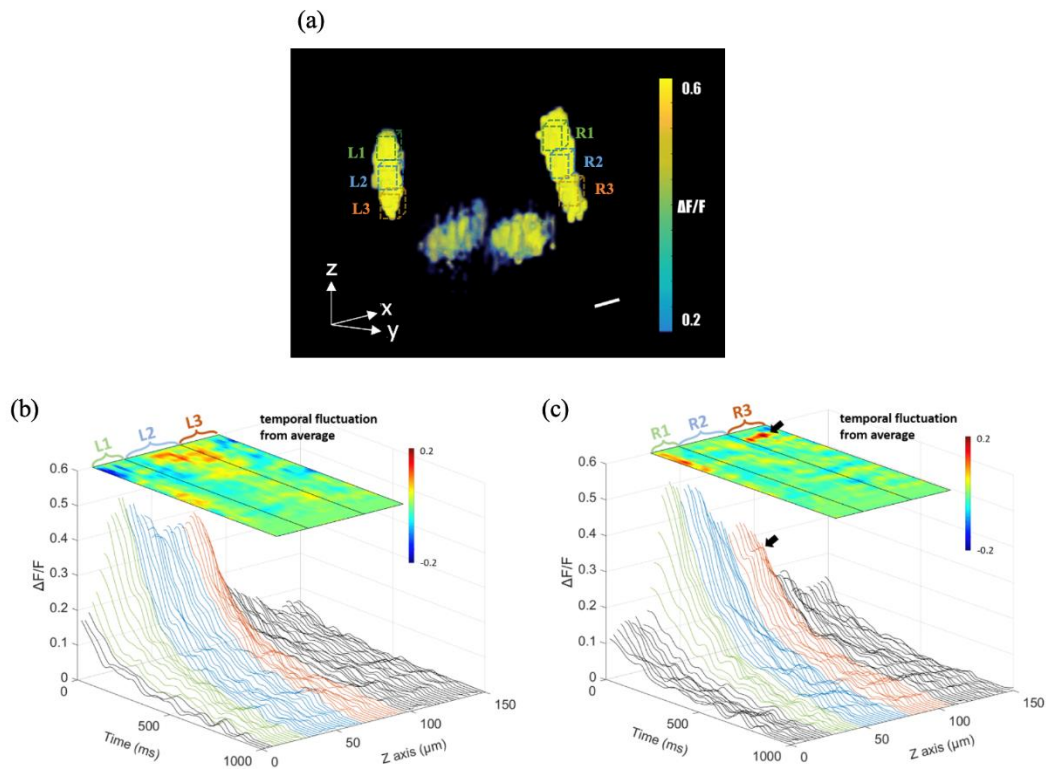 (a)
0.6
L1
R1
L2
R2
L3
R3
ΔF/F
z
x
y
0.2
(b)
L1
L2
L3
temporal fluctuation
from average
0.2
-0.2
0.6
0.5
0.4
0.3
0.2
0.1
0
ΔF/F
0
500
1000
Time (ms)
0
50
100
150
Z axis (μm)
(c)
R1
R2
R3
temporal fluctuation
from average
0.2
-0.2
0.6
0.5
0.4
0.3
0.2
0.1
0
ΔF/F
0
500
1000
Time (ms)
0
50
100
150
Z axis (μm)